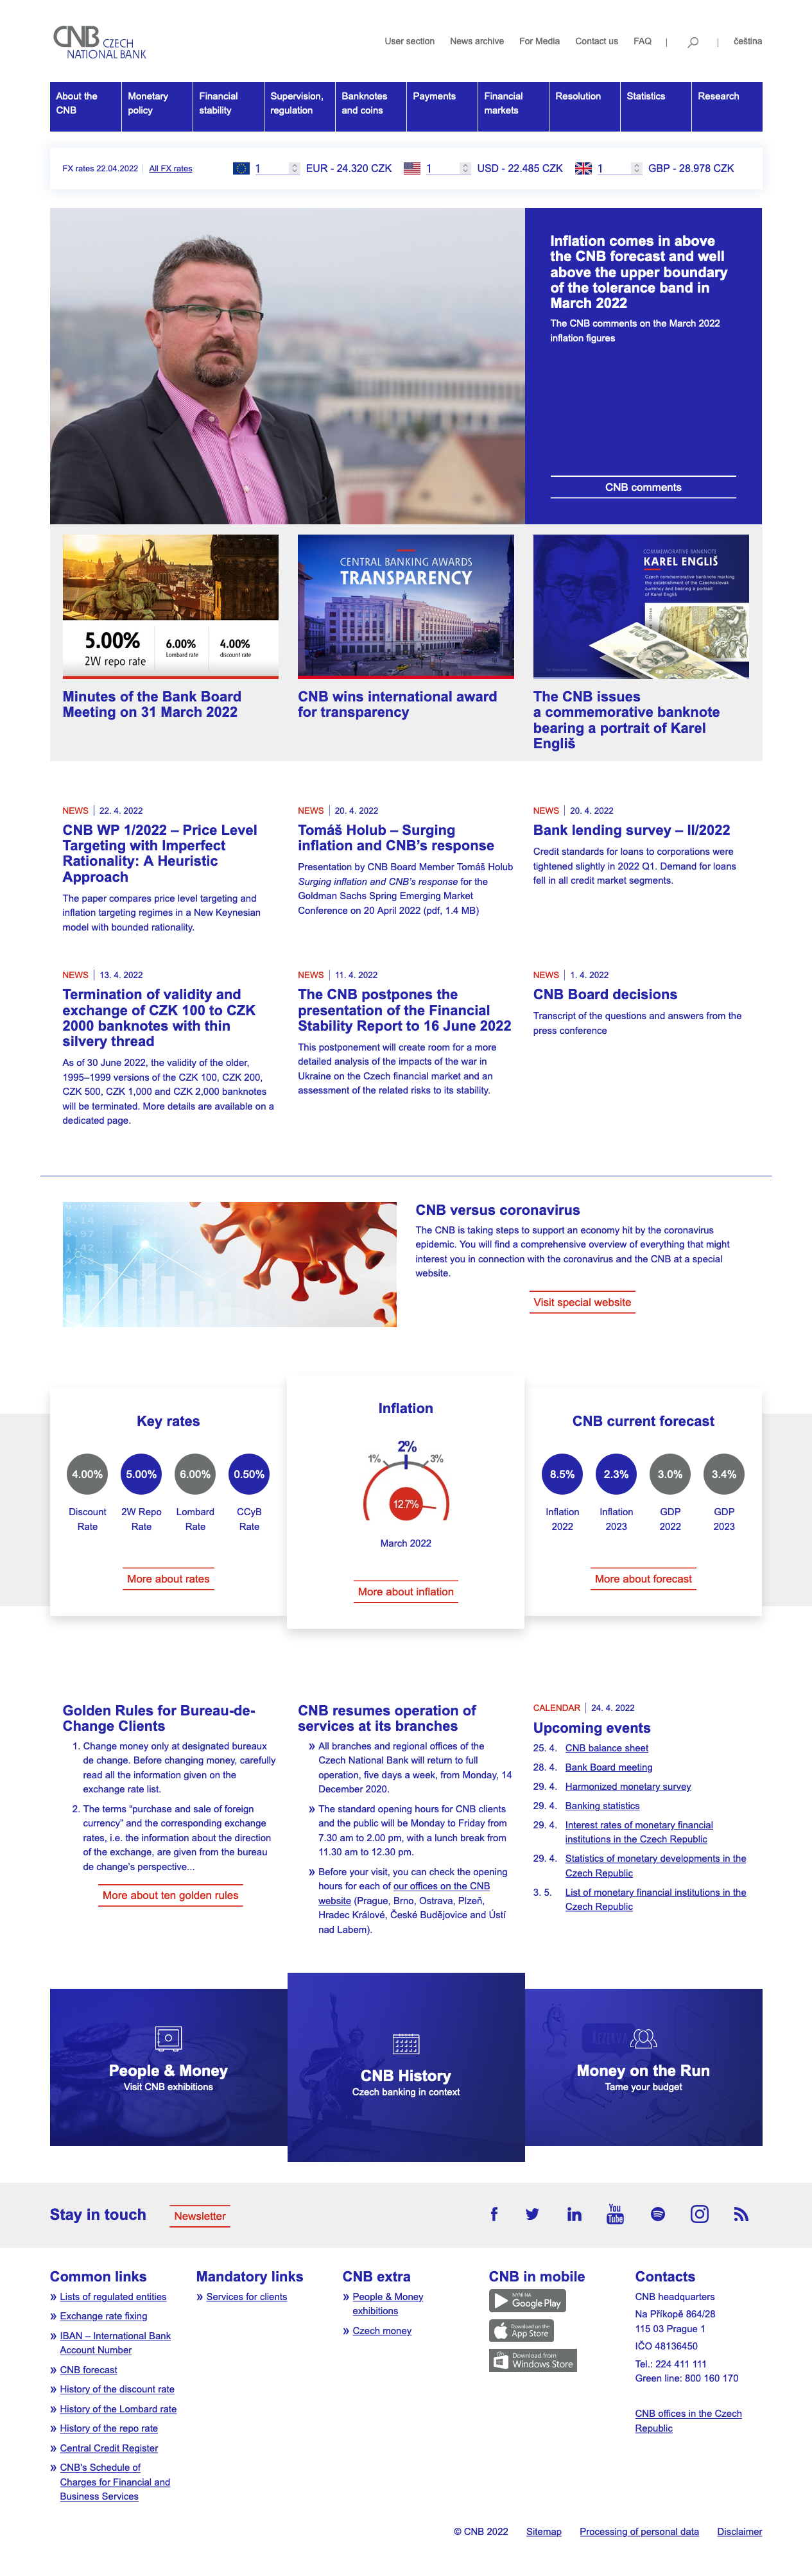 CNB CZECH
NATIONAL BANK
User section News archive For Media Contact us FAQ | | čeština
About the
CNB
Monetary
policy
Financial
stability
Supervision,
regulation
Banknotes
and coins
Payments
Financial
markets
Resolution
Statistics
Research
FX rates 22.04.2022 | All FX rates
1 EUR - 24.320 CZK
1 USD - 22.485 CZK
1 GBP - 28.978 CZK
Inflation comes in above
the CNB forecast and well
above the upper boundary
of the tolerance band in
March 2022
The CNB comments on the March 2022
inflation figures
CNB comments
5.00%
2W repo rate
6.00%
Lombard rate
4.00%
discount rate
Minutes of the Bank Board
Meeting on 31 March 2022
CENTRAL BANKING AWARDS
TRANSPARENCY
CNB wins international award
for transparency
COMMEMORATIVE BANKNOTE
KAREL ENGLIŠ
Czech commemorative banknote marking
the establishment of the Czechoslovak
currency and bearing a portrait
of Karel Engliš
The CNB issues
a commemorative banknote
bearing a portrait of Karel
Engliš
NEWS | 22. 4. 2022
CNB WP 1/2022 – Price Level
Targeting with Imperfect
Rationality: A Heuristic
Approach
The paper compares price level targeting and
inflation targeting regimes in a New Keynesian
model with bounded rationality.
NEWS | 20. 4. 2022
Tomáš Holub – Surging
inflation and CNB's response
Presentation by CNB Board Member Tomáš Holub
Surging inflation and CNB's response for the
Goldman Sachs Spring Emerging Market
Conference on 20 April 2022 (pdf, 1.4 MB)
NEWS | 20. 4. 2022
Bank lending survey – II/2022
Credit standards for loans to corporations were
tightened slightly in 2022 Q1. Demand for loans
fell in all credit market segments.
NEWS | 13. 4. 2022
Termination of validity and
exchange of CZK 100 to CZK
2000 banknotes with thin
silvery thread
As of 30 June 2022, the validity of the older,
1995–1999 versions of the CZK 100, CZK 200,
CZK 500, CZK 1,000 and CZK 2,000 banknotes
will be terminated. More details are available on a
dedicated page.
NEWS | 11. 4. 2022
The CNB postpones the
presentation of the Financial
Stability Report to 16 June 2022
This postponement will create room for a more
detailed analysis of the impacts of the war in
Ukraine on the Czech financial market and an
assessment of the related risks to its stability.
NEWS | 1. 4. 2022
CNB Board decisions
Transcript of the questions and answers from the
press conference
CNB versus coronavirus
The CNB is taking steps to support an economy hit by the coronavirus
epidemic. You will find a comprehensive overview of everything that might
interest you in connection with the coronavirus and the CNB at a special
website.
Visit special website
Key rates
4.00% 5.00% 6.00% 0.50%
Discount
Rate
2W Repo
Rate
Lombard
Rate
CCyB
Rate
More about rates
Inflation
2%
1% 3%
12.7%
March 2022
More about inflation
CNB current forecast
8.5% 2.3% 3.0% 3.4%
Inflation
2022
Inflation
2023
GDP
2022
GDP
2023
More about forecast
Golden Rules for Bureau-de-
Change Clients
1. Change money only at designated bureaux
de change. Before changing money, carefully
read all the information given on the
exchange rate list.
2. The terms “purchase and sale of foreign
currency” and the corresponding exchange
rates, i.e. the information about the direction
of the exchange, are given from the bureau
de change's perspective...
More about ten golden rules
CNB resumes operation of
services at its branches
» All branches and regional offices of the
Czech National Bank will return to full
operation, five days a week, from Monday, 14
December 2020.
» The standard opening hours for CNB clients
and the public will be Monday to Friday from
7.30 am to 2.00 pm, with a lunch break from
11.30 am to 12.30 pm.
» Before your visit, you can check the opening
hours for each of our offices on the CNB
website (Prague, Brno, Ostrava, Plzeň,
Hradec Králové, České Budějovice and Ústí
nad Labem).
CALENDAR | 24. 4. 2022
Upcoming events
25. 4. CNB balance sheet
28. 4. Bank Board meeting
29. 4. Harmonized monetary survey
29. 4. Banking statistics
29. 4. Interest rates of monetary financial
institutions in the Czech Republic
29. 4. Statistics of monetary developments in the
Czech Republic
3. 5. List of monetary financial institutions in the
Czech Republic
People & Money
Visit CNB exhibitions
CNB History
Czech banking in context
REZERVA
Money on the Run
Tame your budget
Stay in touch
Newsletter
You
Tube
Common links
» Lists of regulated entities
» Exchange rate fixing
» IBAN – International Bank
Account Number
» CNB forecast
» History of the discount rate
» History of the Lombard rate
» History of the repo rate
» Central Credit Register
» CNB's Schedule of
Charges for Financial and
Business Services
Mandatory links
» Services for clients
CNB extra
» People & Money
exhibitions
» Czech money
CNB in mobile
NYNÍ NA
Google Play
Download on the
App Store
Download from
Windows Store
Contacts
CNB headquarters
Na Příkopě 864/28
115 03 Prague 1
IČO 48136450
Tel.: 224 411 111
Green line: 800 160 170
CNB offices in the Czech
Republic
© CNB 2022 Sitemap Processing of personal data Disclaimer